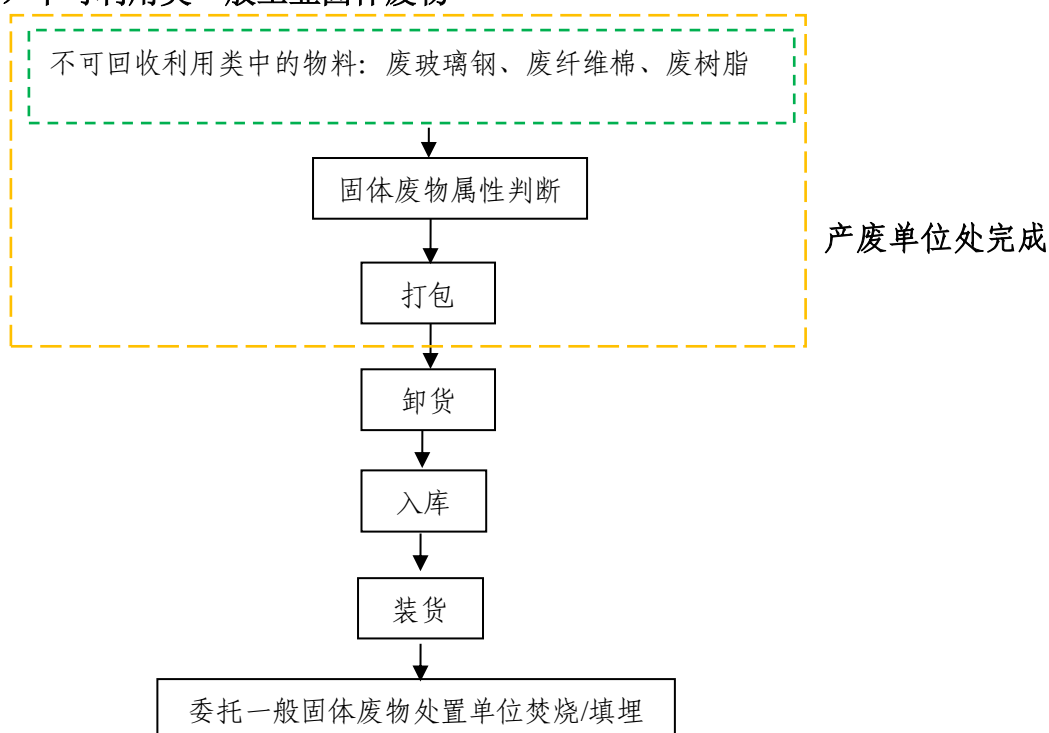 不可回收利用类中的物料：废玻璃钢、废纤维棉、废树脂
固体废物属性判断
产废单位处完成
打包
卸货
入库
装货
委托一般固体废物处置单位焚烧/填埋